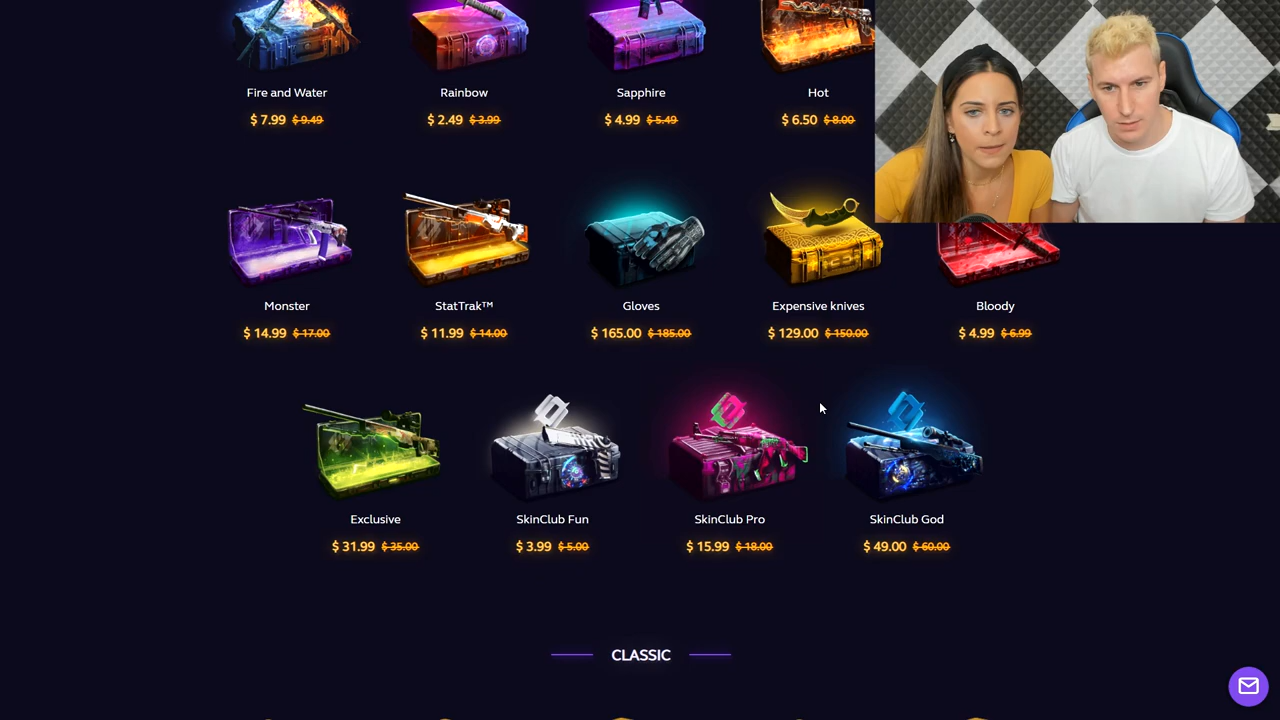 Fire and Water
Rainbow
Sapphire
Hot
$ 7.99 $ 9.49
$ 2.49 $ 3.99
$ 4.99 $ 5.49
$ 6.50 $ 8.00
Monster
StatTrak™
Gloves
Expensive knives
Bloody
$ 14.99 $ 17.00
$ 11.99 $ 14.00
$ 165.00 $ 185.00
$ 129.00 $ 150.00
$ 4.99 $ 6.99
Exclusive
SkinClub Fun
SkinClub Pro
SkinClub God
$ 31.99 $ 35.00
$ 3.99 $ 5.00
$ 15.99 $ 18.00
$ 49.00 $ 60.00
CLASSIC